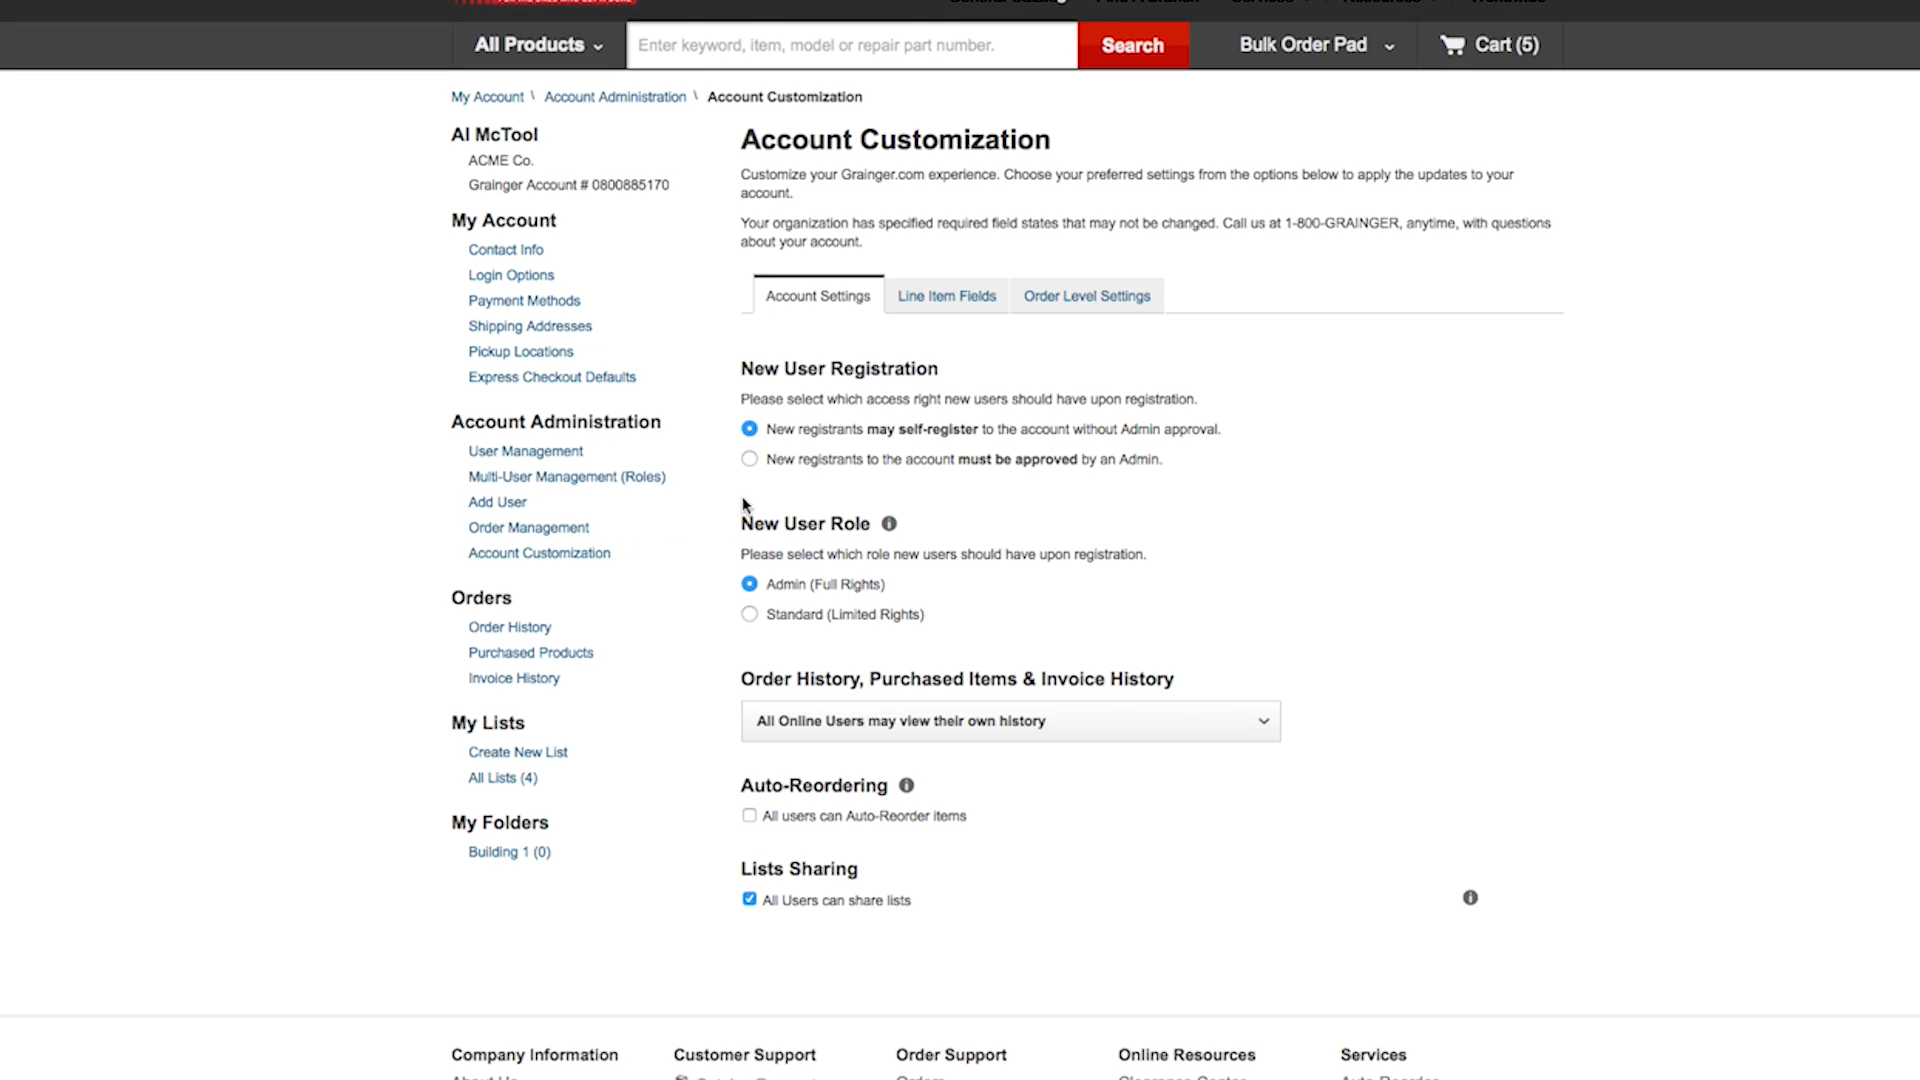 All Products
Enter keyword, item, model or repair part number.
Search
Bulk Order Pad
Cart (5)
My Account \ Account Administration \ Account Customization
Al McTool
ACME Co.
Grainger Account # 0800885170
My Account
Contact Info
Login Options
Payment Methods
Shipping Addresses
Pickup Locations
Express Checkout Defaults
Account Administration
User Management
Multi-User Management (Roles)
Add User
Order Management
Account Customization
Orders
Order History
Purchased Products
Invoice History
My Lists
Create New List
All Lists (4)
My Folders
Building 1 (0)
Account Customization
Customize your Grainger.com experience. Choose your preferred settings from the options below to apply the updates to your
account.
Your organization has specified required field states that may not be changed. Call us at 1-800-GRAINGER, anytime, with questions
about your account.
Account Settings
Line Item Fields
Order Level Settings
New User Registration
Please select which access right new users should have upon registration.
New registrants may self-register to the account without Admin approval.
New registrants to the account must be approved by an Admin.
New User Role
Please select which role new users should have upon registration.
Admin (Full Rights)
Standard (Limited Rights)
Order History, Purchased Items & Invoice History
All Online Users may view their own history
Auto-Reordering
All users can Auto-Reorder items
Lists Sharing
All Users can share lists
Company Information
Customer Support
Order Support
Online Resources
Services